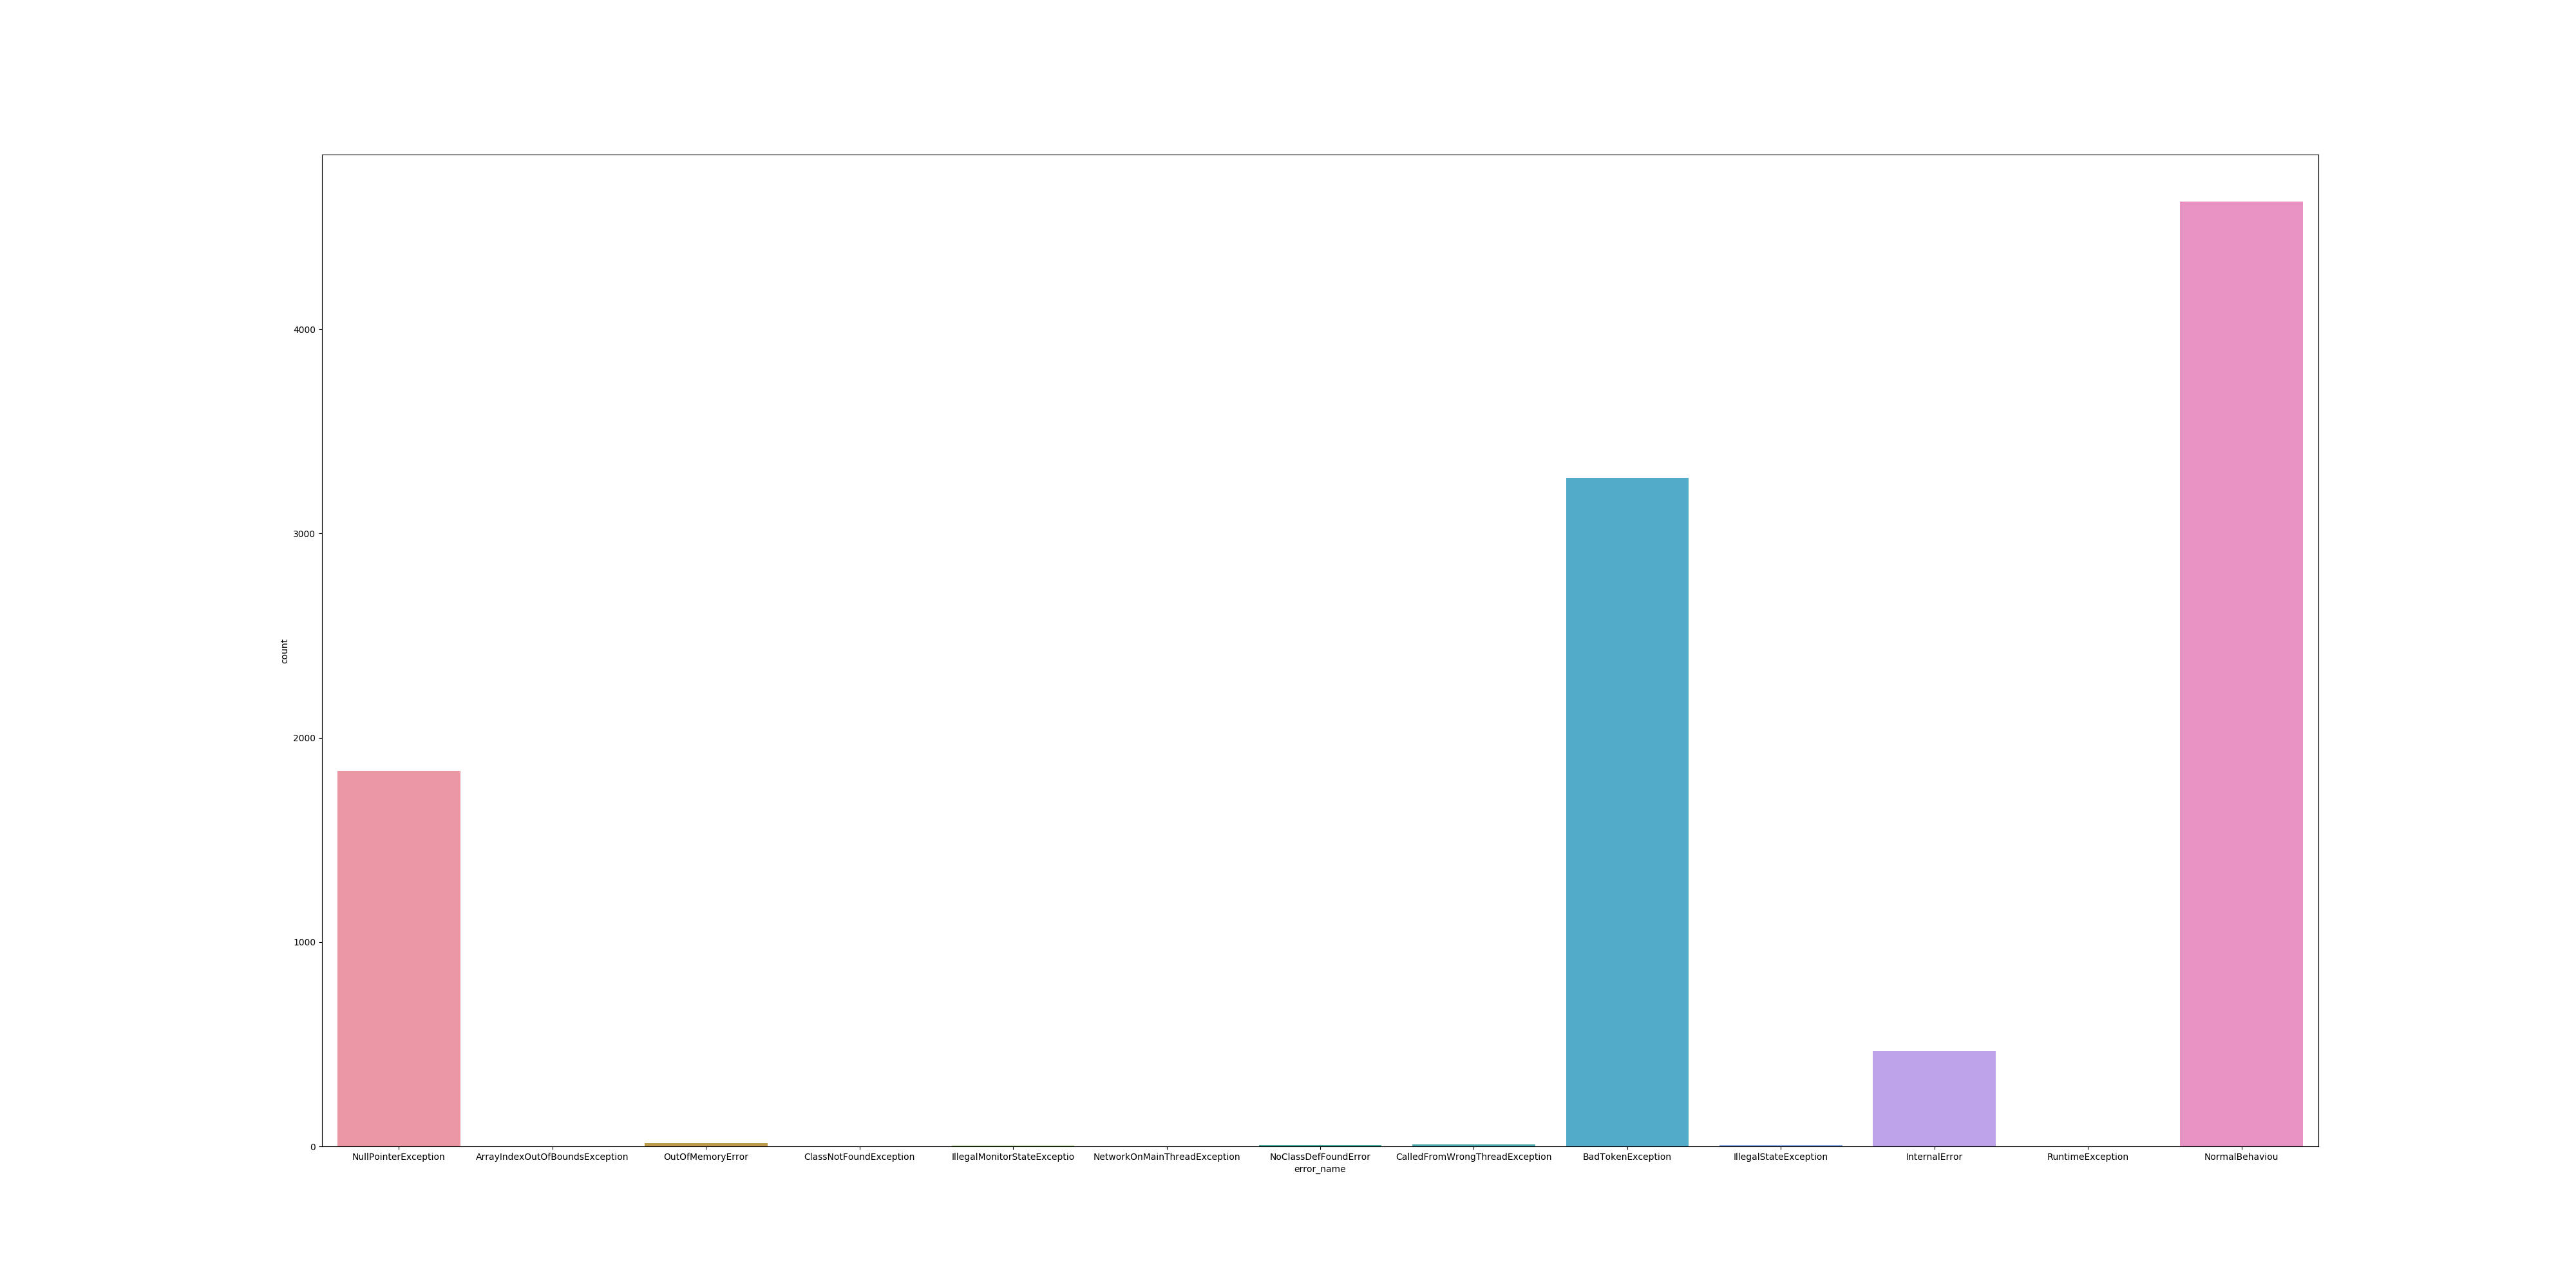 4000
3000
2000
1000
0
count
NullPointerException ArrayIndexOutOfBoundsException OutOfMemoryError ClassNotFoundException IllegalMonitorStateExceptio NetworkOnMainThreadException NoClassDefFoundError CalledFromWrongThreadException BadTokenException IllegalStateException InternalError RuntimeException NormalBehaviou
error_name